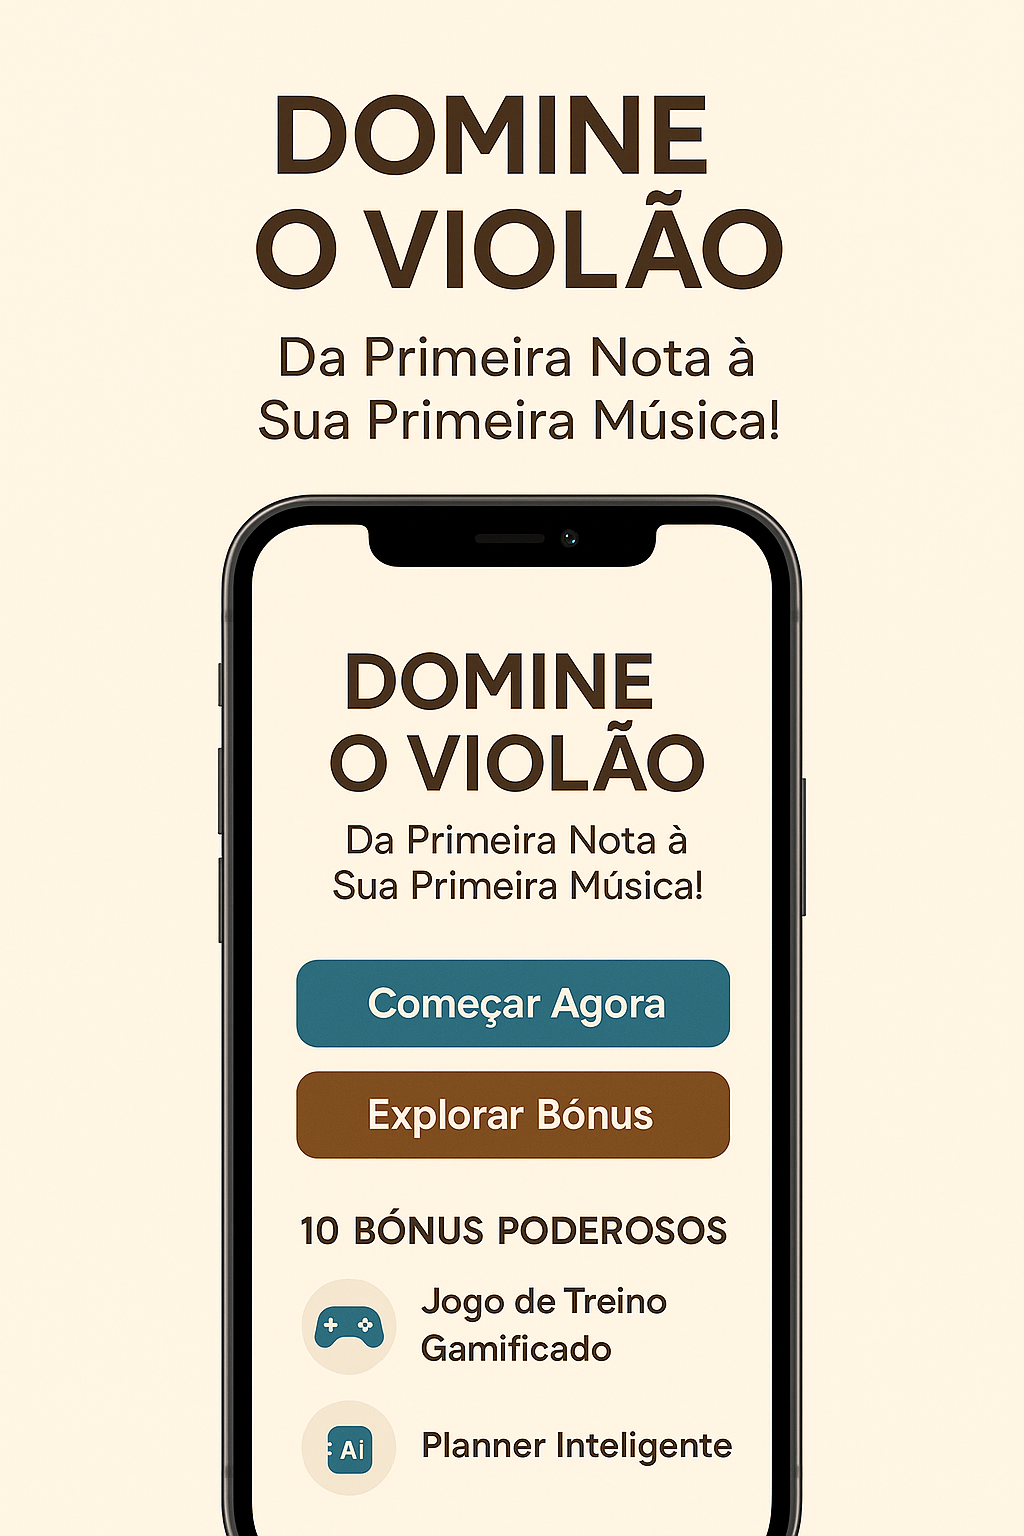 DOMINE
O VIOLÃO
Da Primeira Nota à
Sua Primeira Música!
DOMINE
O VIOLÃO
Da Primeira Nota à
Sua Primeira Música!
Começar Agora
Explorar Bónus
10 BÓNUS PODEROSOS
Jogo de Treino
Gamificado
Ai
Planner Inteligente